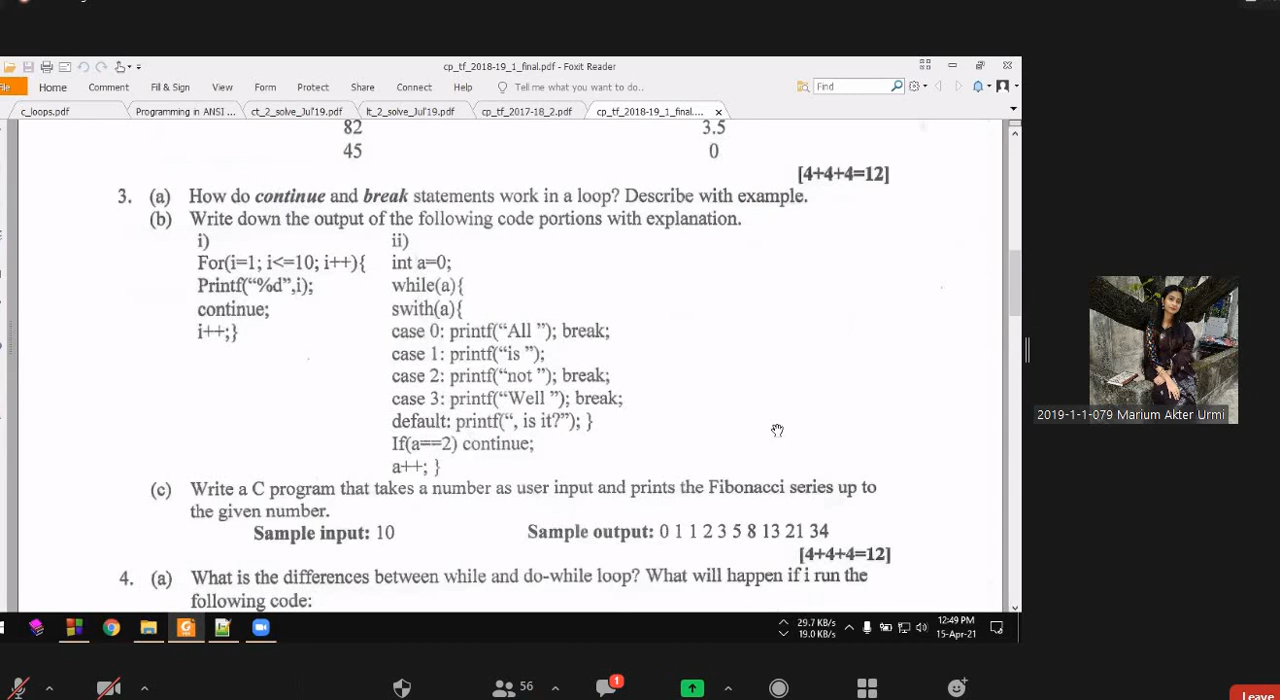 cp_tf_2018-19_1_final.pdf - Foxit Reader
File Home Comment Fill & Sign View Form Protect Share Connect Help Tell me what you want to do.. Find
c_loops.pdf Programming in ANSI ... ct_2_solve_Jul'19.pdf lt_2_solve_Jul'19.pdf cp_tf_2017-18_2.pdf cp_tf_2018-19_1_final....
82 3.5
45 0
[4+4+4=12]
3. (a) How do continue and break statements work in a loop? Describe with example.
(b) Write down the output of the following code portions with explanation.
i) ii)
For(i=1; i<=10; i++){ int a=0;
Printf(“%d”,i); while(a){
continue; swith(a){
i++;} case 0: printf(“All ”); break;
case 1: printf(“is ”);
case 2: printf(“not ”); break;
case 3: printf(“Well ”); break;
default: printf(“, is it?”); }
If(a==2) continue;
a++; }
(c) Write a C program that takes a number as user input and prints the Fibonacci series up to
the given number.
Sample input: 10 Sample output: 0 1 1 2 3 5 8 13 21 34
[4+4+4=12]
4. (a) What is the differences between while and do-while loop? What will happen if i run the
following code:
2019-1-1-079 Marium Akter Urmi
29.7 KB/s
19.0 KB/s
12:49 PM
15-Apr-21
56 1
Leave